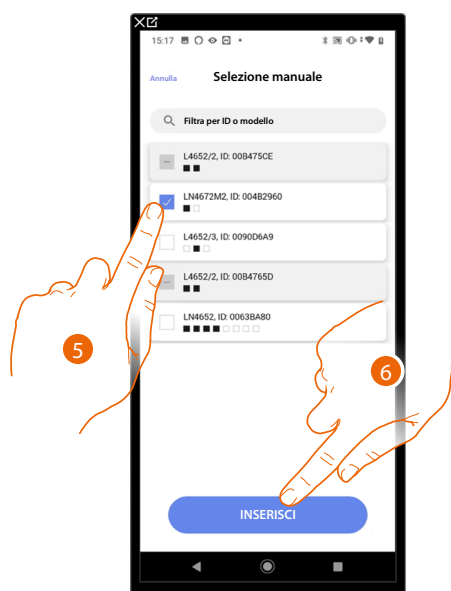 15:17
Annulla Selezione manuale
Filtra per ID o modello
L4652/2, ID: 00B475CE
LN4672M2, ID: 004B2960
L4652/3, ID: 0090D6A9
L4652/2, ID: 00B4765D
LN4652, ID: 0063BA80
5
6
INSERISCI